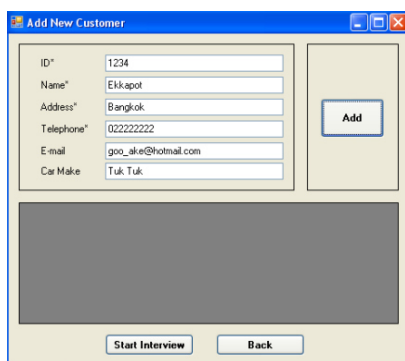 Add New Customer
ID* 1234
Name* Ekkapot
Add
Address* Bangkok
Telephone* 022222222
E-mail goo_ake@hotmail.com
Car Make Tuk Tuk
Start Interview Back